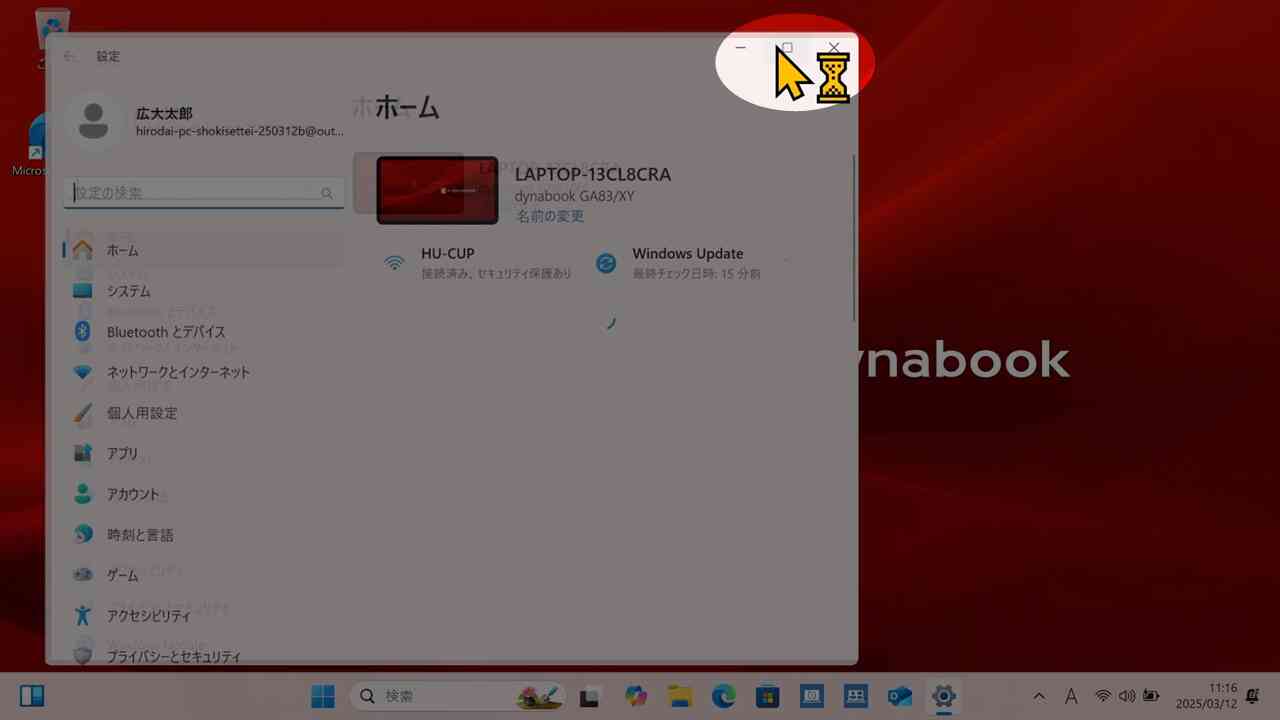 設定
広大太郎
hirodai-pc-shokisettei-250312b@out...
設定の検索
ホーム
システム
Bluetooth とデバイス
ネットワークとインターネット
個人用設定
アプリ
アカウント
時刻と言語
ゲーム
アクセシビリティ
プライバシーとセキュリティ
ホーム
LAPTOP-13CL8CRA
dynabook GA83/XY
名前の変更
HU-CUP
接続済み、セキュリティ保護あり
Windows Update
最終チェック日時: 15 分前
ynabook
Micros
検索
A
11:16
2025/03/12